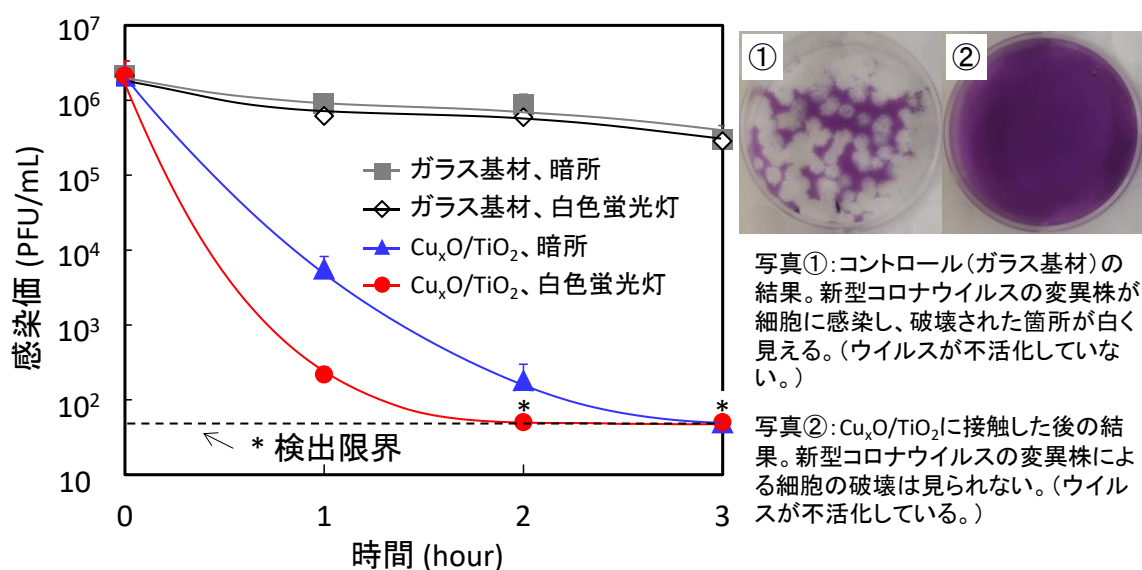 10⁷
10⁶
10⁵
10⁴
10³
10²
10
感染価 (PFU/mL)
ガラス基材、暗所
ガラス基材、白色蛍光灯
CuₓO/TiO₂、暗所
CuₓO/TiO₂、白色蛍光灯
*
*
* 検出限界
0
1
2
3
時間 (hour)
①
②
写真①:コントロール(ガラス基材)の
結果。新型コロナウイルスの変異株が
細胞に感染し、破壊された箇所が白く
見える。(ウイルスが不活化していな
い。)
写真②:CuₓO/TiO₂に接触した後の結
果。新型コロナウイルスの変異株によ
る細胞の破壊は見られない。(ウイル
スが不活化している。)